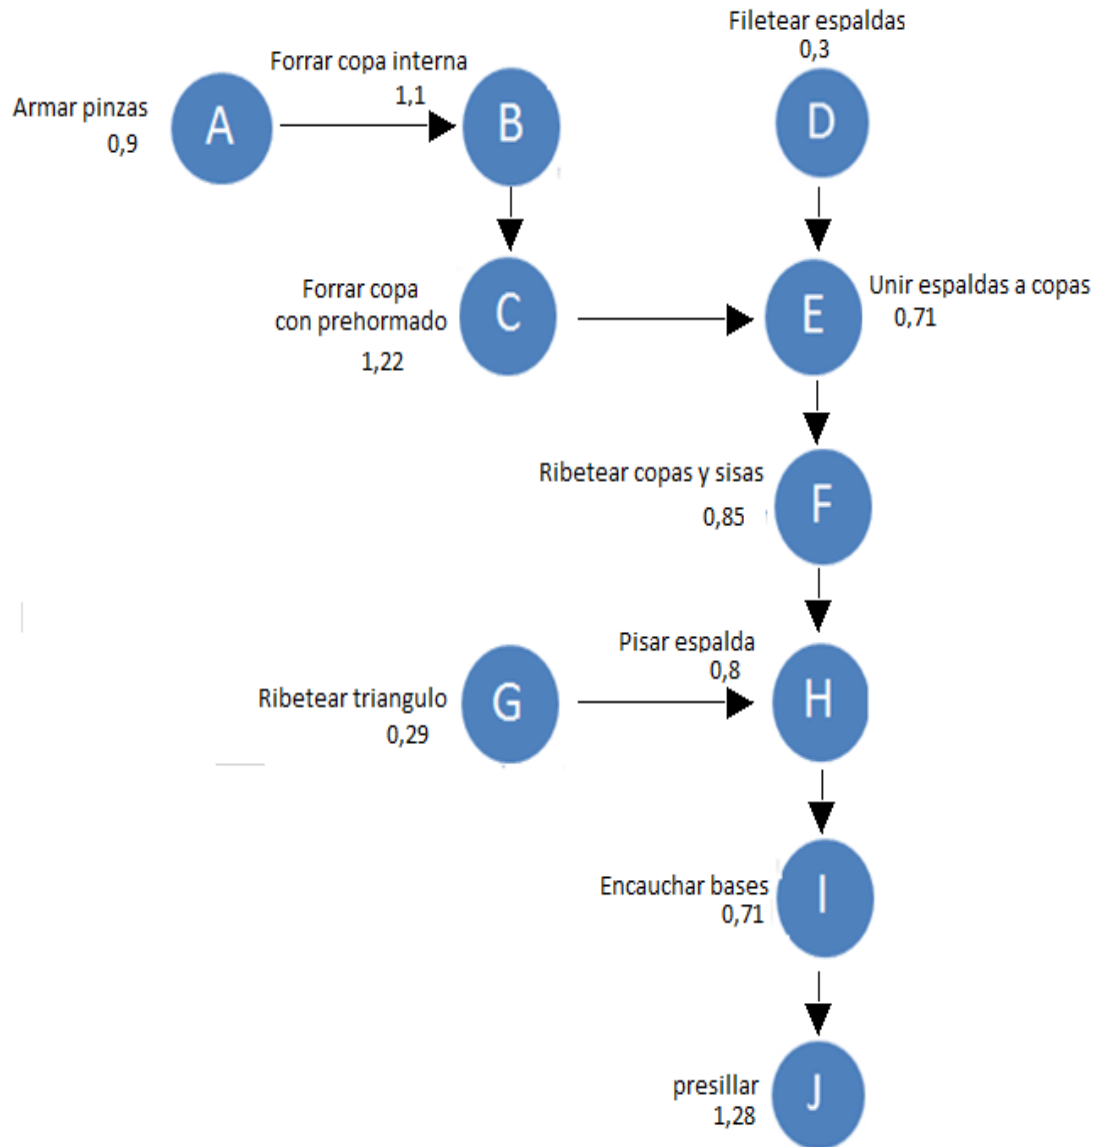 Filetear espaldas
0,3
Forrar copa interna
1,1
Armar pinzas
0,9
A
B
D
Forrar copa
con prehormado
1,22
C
E
Unir espaldas a copas
0,71
Ribetear copas y sisas
0,85
F
Pisar espalda
0,8
Ribetear triangulo
0,29
G
H
Encauchar bases
0,71
I
presillar
1,28
J